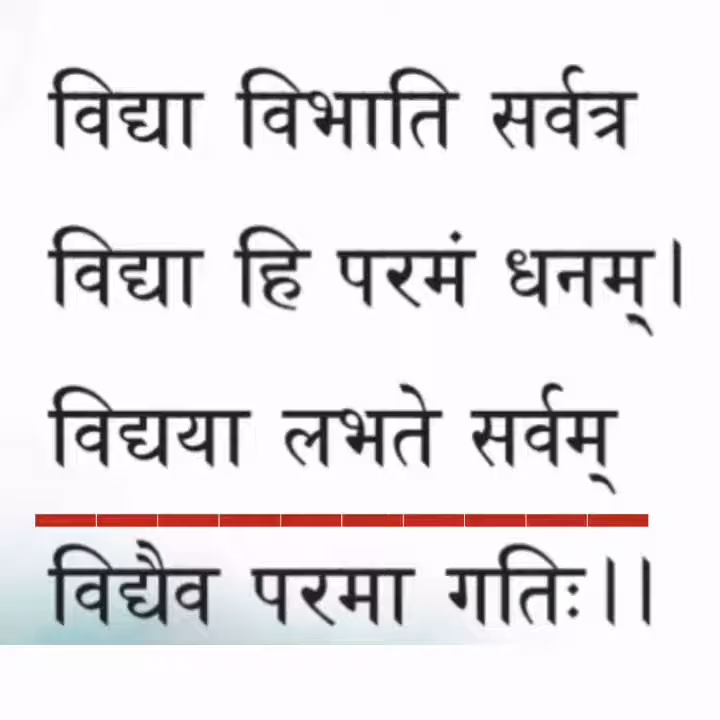 विद्या विभाति सर्वत्र
विद्या हि परमं धनम्।
विद्यया लभते सर्वम्
विद्यैव परमा गतिः।।